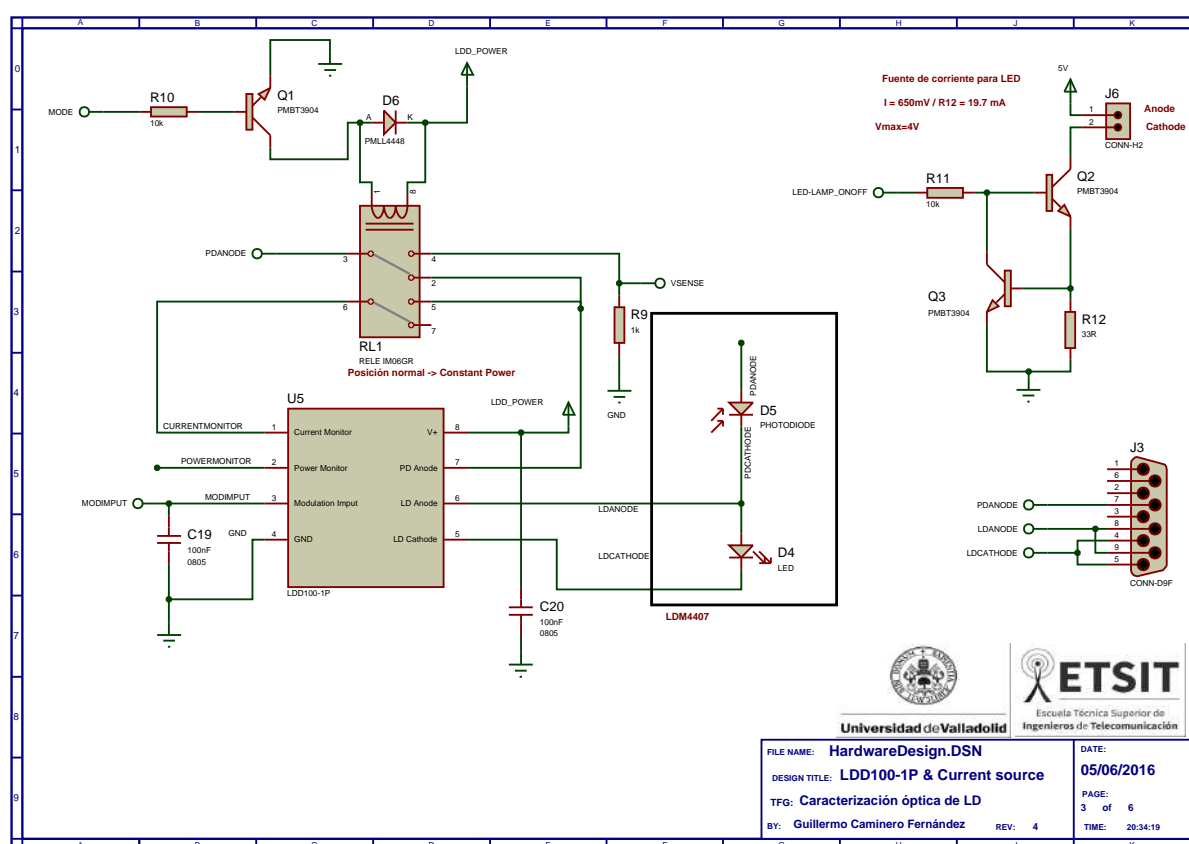 A B C D E F G H J K
0
1
2
3
4
5
6
7
8
9
MODE
R10
10k
Q1
PMBT3904
LDD_POWER
D6
A K
PMLL4448
1 8
PDANODE
3 4
2
6 5
7
RL1
RELE IM06GR
Posición normal -> Constant Power
VSENSE
R9
1k
GND
Fuente de corriente para LED
I = 650mV / R12 = 19.7 mA
Vmax=4V
5V
J6
1 Anode
2 Cathode
CONN-H2
LED-LAMP_ONOFF
R11
10k
Q2
PMBT3904
Q3
PMBT3904
R12
33R
U5
LDD_POWER
CURRENTMONITOR 1 Current Monitor V+ 8
POWERMONITOR 2 Power Monitor PD Anode 7
MODIMPUT MODIMPUT 3 Modulation Imput LD Anode 6
GND 4 GND LD Cathode 5
LDD100-1P
C19
100nF
0805
C20
100nF
0805
PDANODE
D5
PHOTODIODE
PDCATHODE
LDANODE
LDCATHODE
D4
LED
LDM4407
J3
1
6
2
PDANODE 7
3
LDANODE 8
4
LDCATHODE 9
5
CONN-D9F
Universidad de Valladolid
ETSIT
Escuela Técnica Superior de
Ingenieros de Telecomunicación
FILE NAME: HardwareDesign.DSN
DESIGN TITLE: LDD100-1P & Current source
TFG: Caracterización óptica de LD
BY: Guillermo Caminero Fernández REV: 4
DATE:
05/06/2016
PAGE:
3 of 6
TIME: 20:34:19
A B C D E F G H J K